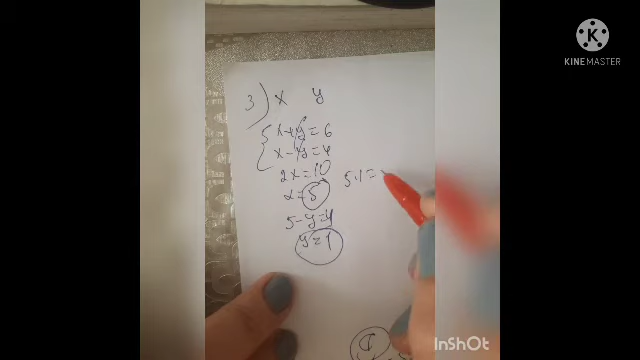 K
KINEMASTER
3) x y
x+y=6
x-y=4
2x=10
x=5
5·1=
5-y=4
y=1
InShOt